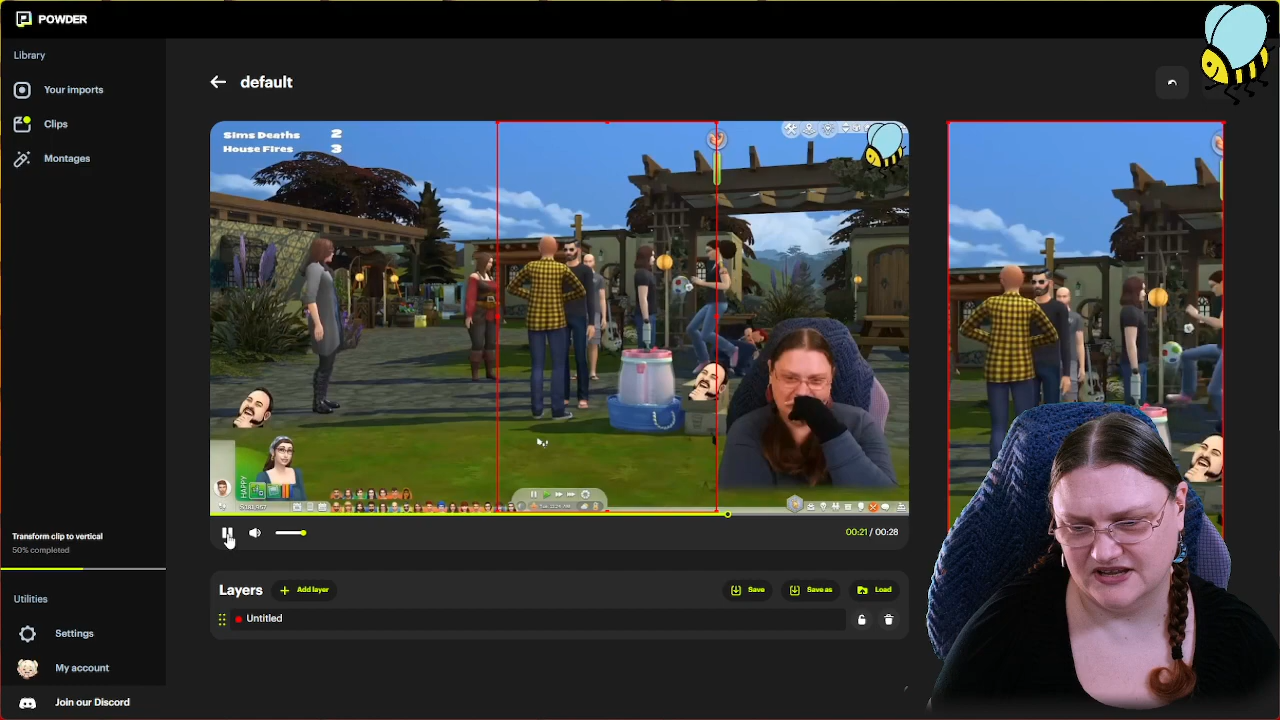 POWDER
Library
Your imports
Clips
Montages
Transform clip to vertical
50% completed
Utilities
Settings
My account
Join our Discord
default
Sims Deaths 2
House Fires 3
HAPPY
00:21 / 00:28
Layers
Add layer
Save
Save as
Load
Untitled